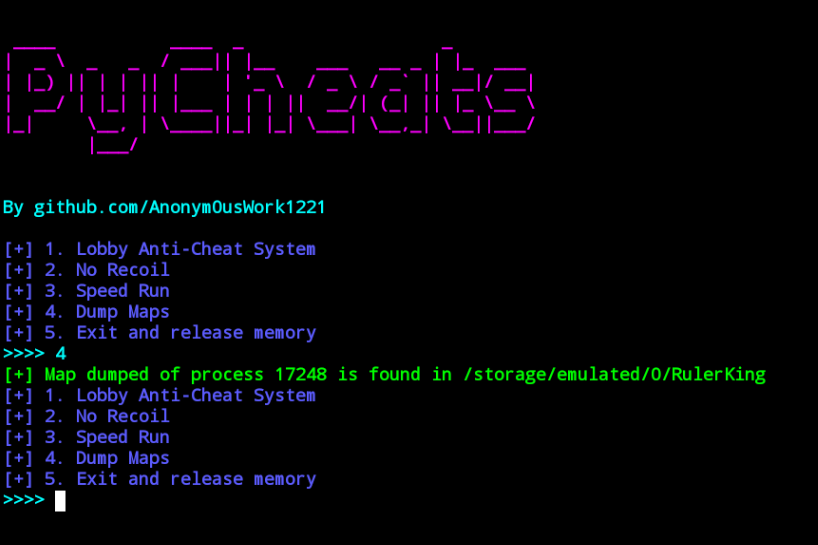 PyCheats
By github.com/Anonym0usWork1221
[+] 1. Lobby Anti-Cheat System
[+] 2. No Recoil
[+] 3. Speed Run
[+] 4. Dump Maps
[+] 5. Exit and release memory
>>>> 4
[+] Map dumped of process 17248 is found in /storage/emulated/0/RulerKing
[+] 1. Lobby Anti-Cheat System
[+] 2. No Recoil
[+] 3. Speed Run
[+] 4. Dump Maps
[+] 5. Exit and release memory
>>>>